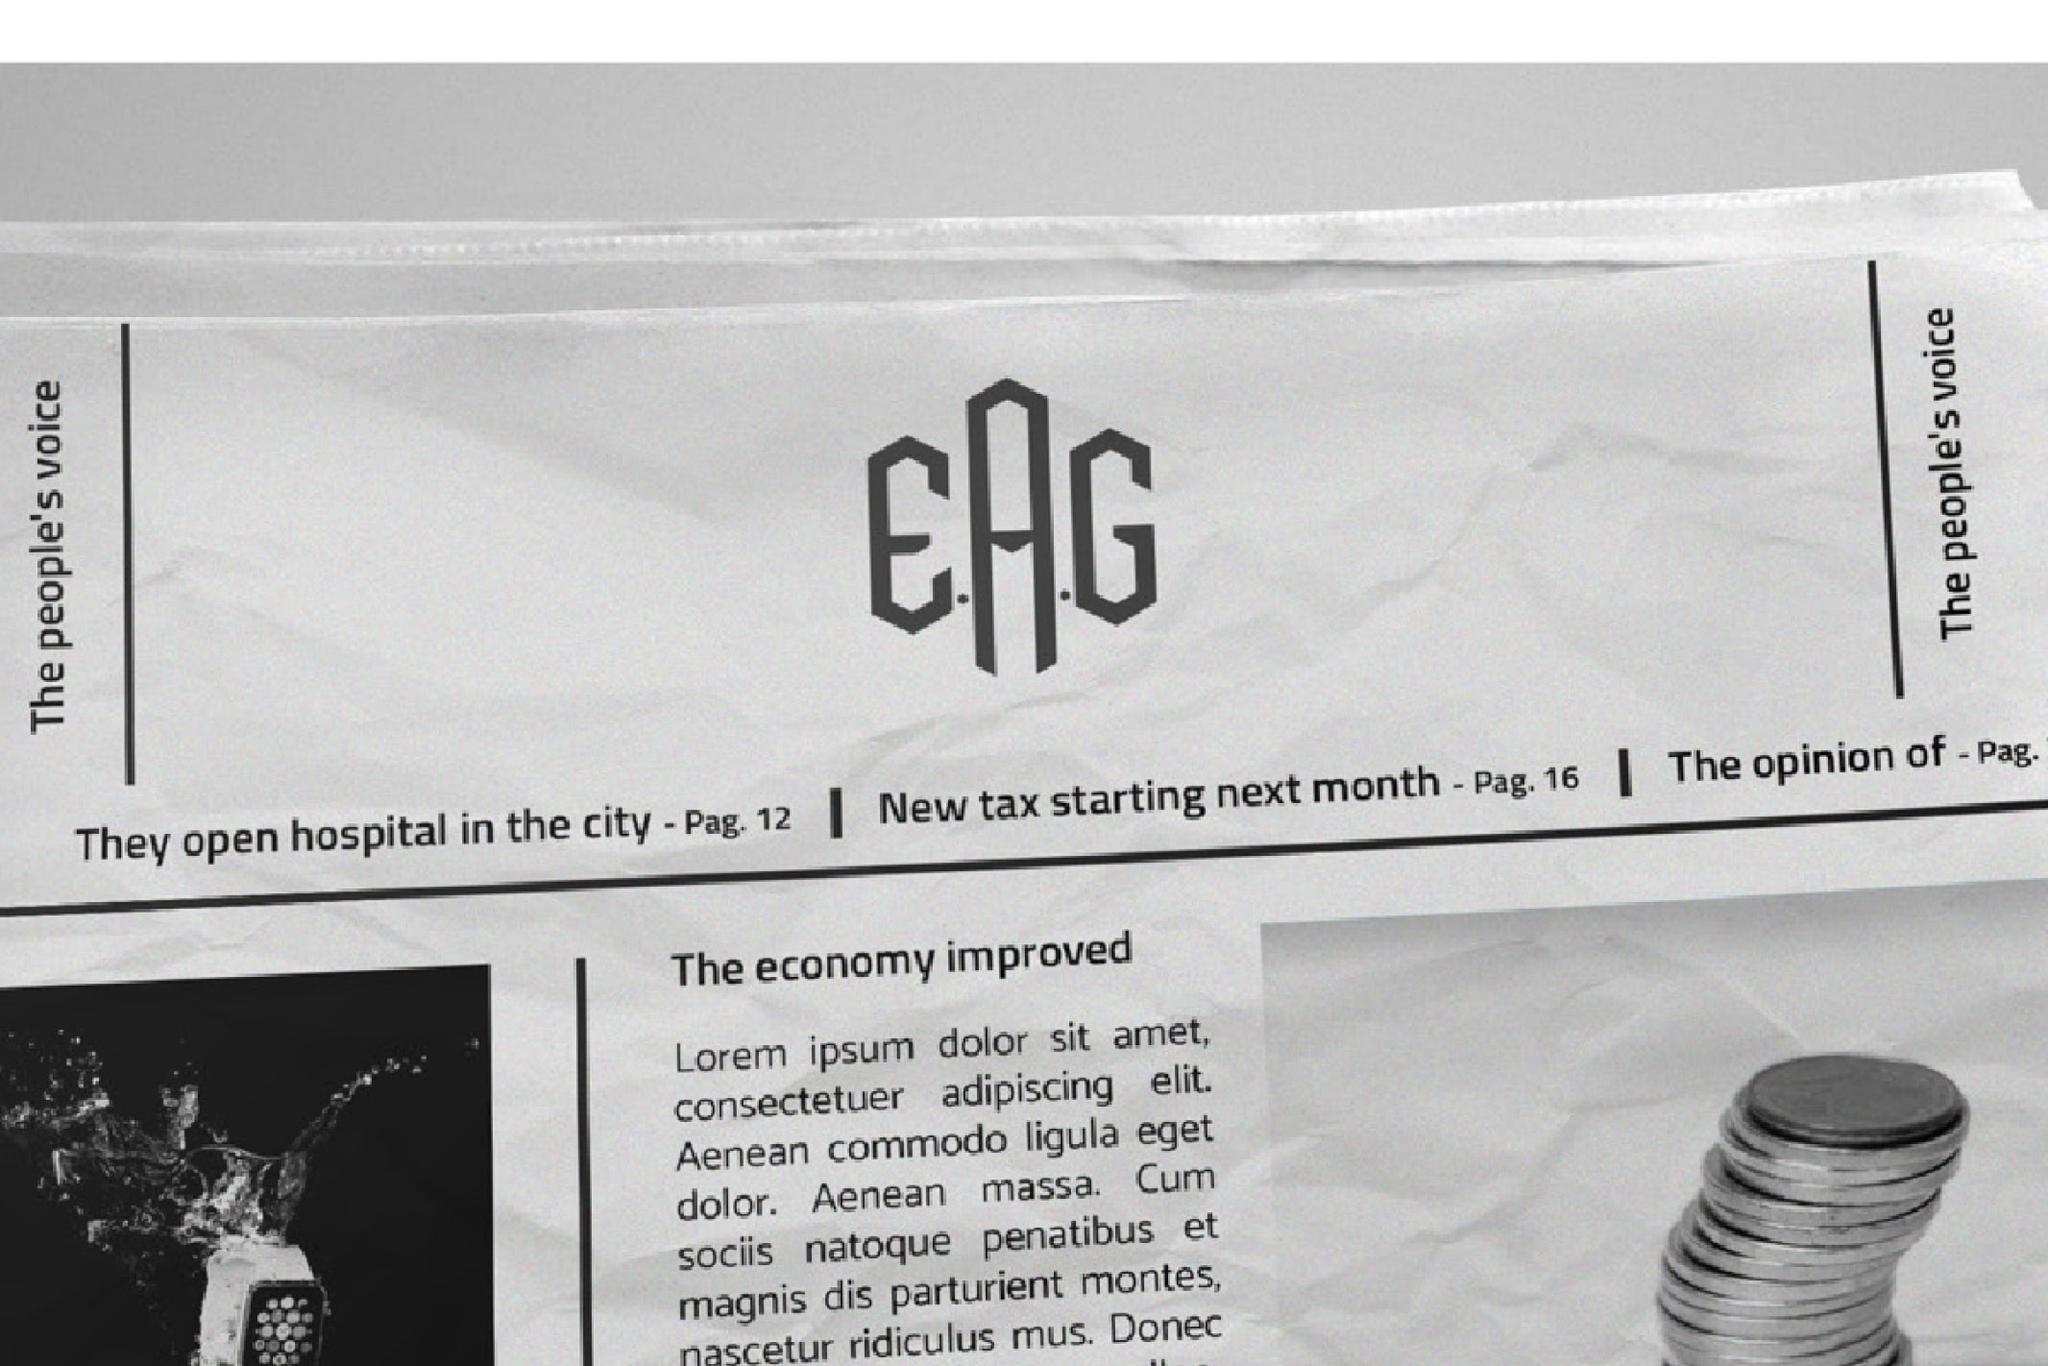 The people's voice
E.A.G
The people's voice
They open hospital in the city - Pag. 12 | New tax starting next month - Pag. 16 | The opinion of - Pag.
The economy improved
Lorem ipsum dolor sit amet,
consectetuer adipiscing elit.
Aenean commodo ligula eget
dolor. Aenean massa. Cum
sociis natoque penatibus et
magnis dis parturient montes,
nascetur ridiculus mus. Donec